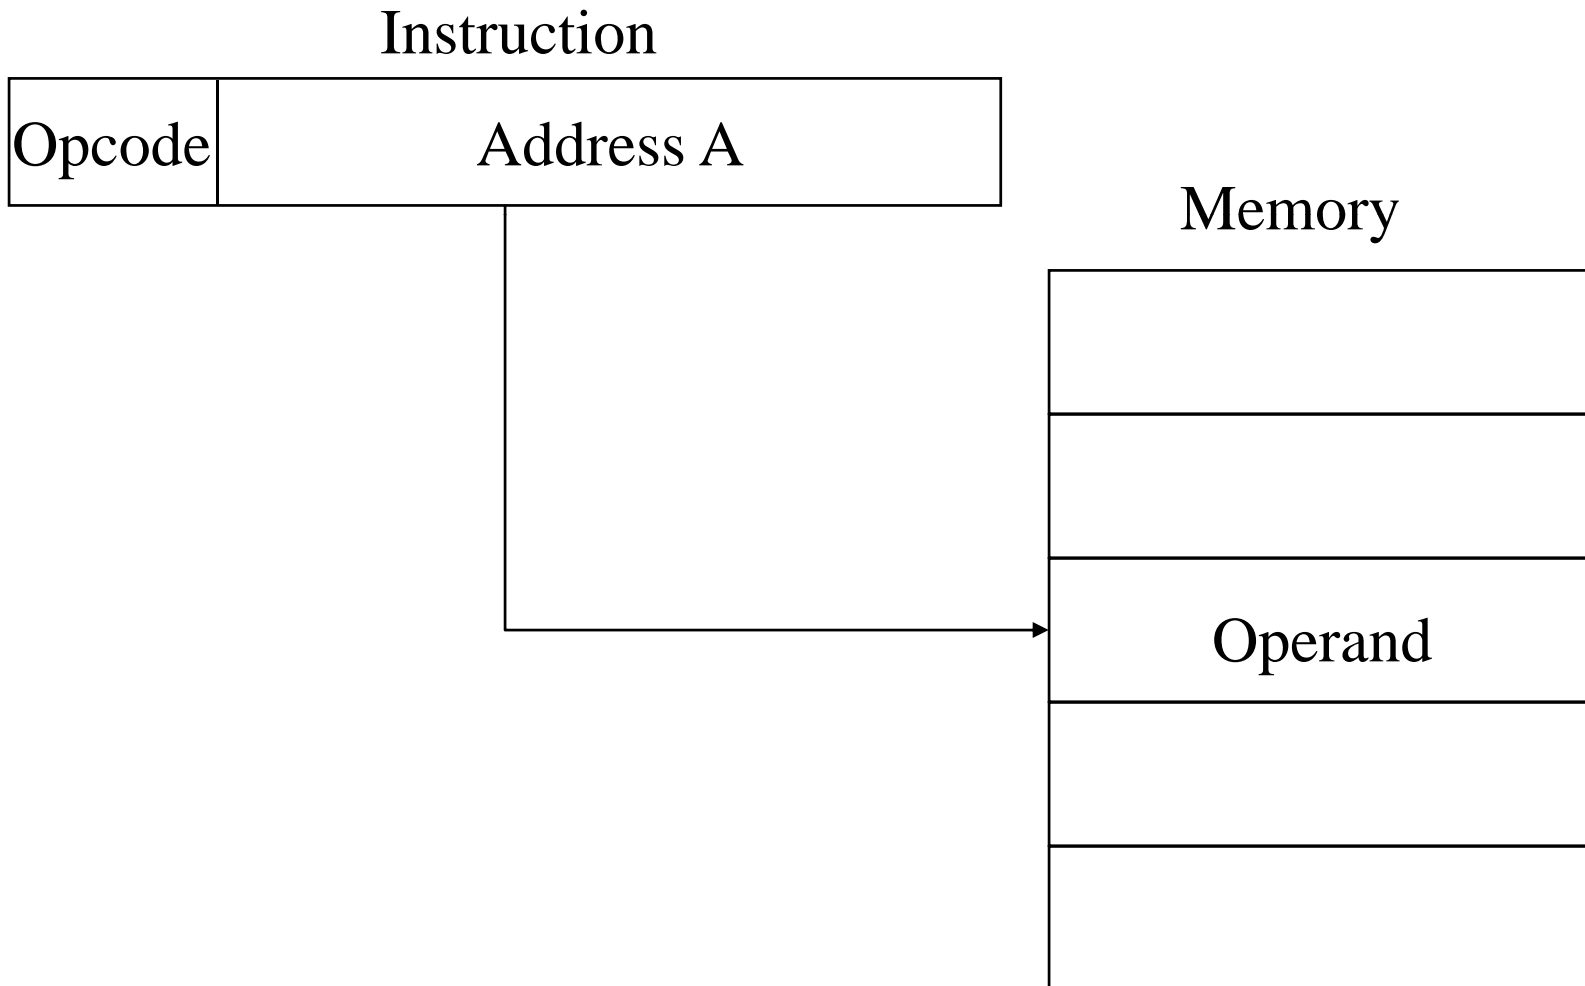 Instruction
Opcode
Address A
Memory
Operand